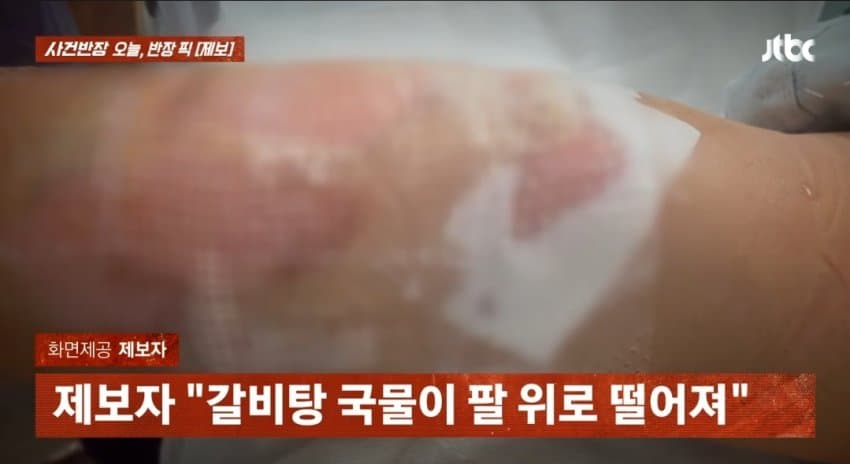 사건반장 오늘, 반장 픽 [제보]
jtbc
화면제공 제보자
제보자 "갈비탕 국물이 팔 위로 떨어져"